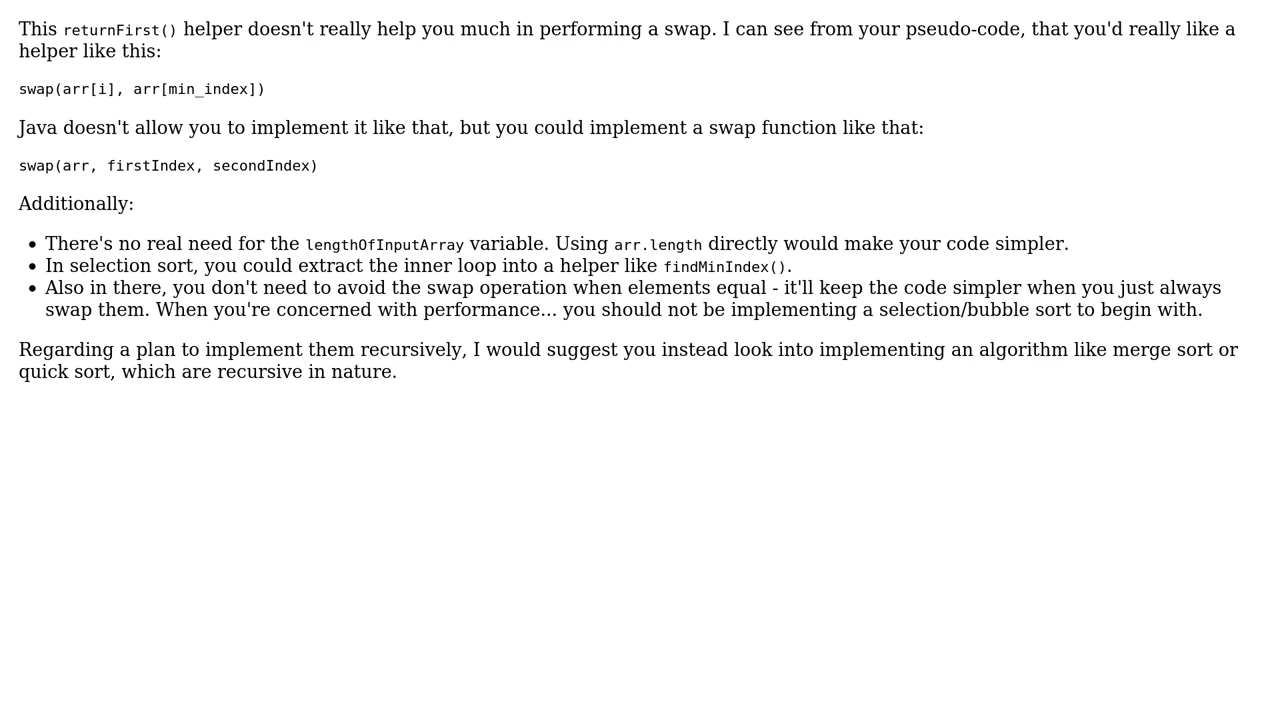 This returnFirst() helper doesn't really help you much in performing a swap. I can see from your pseudo-code, that you'd really like a
helper like this:
swap(arr[i], arr[min_index])
Java doesn't allow you to implement it like that, but you could implement a swap function like that:
swap(arr, firstIndex, secondIndex)
Additionally:
• There's no real need for the lengthOfInputArray variable. Using arr.length directly would make your code simpler.
• In selection sort, you could extract the inner loop into a helper like findMinIndex().
• Also in there, you don't need to avoid the swap operation when elements equal - it'll keep the code simpler when you just always
swap them. When you're concerned with performance... you should not be implementing a selection/bubble sort to begin with.
Regarding a plan to implement them recursively, I would suggest you instead look into implementing an algorithm like merge sort or
quick sort, which are recursive in nature.